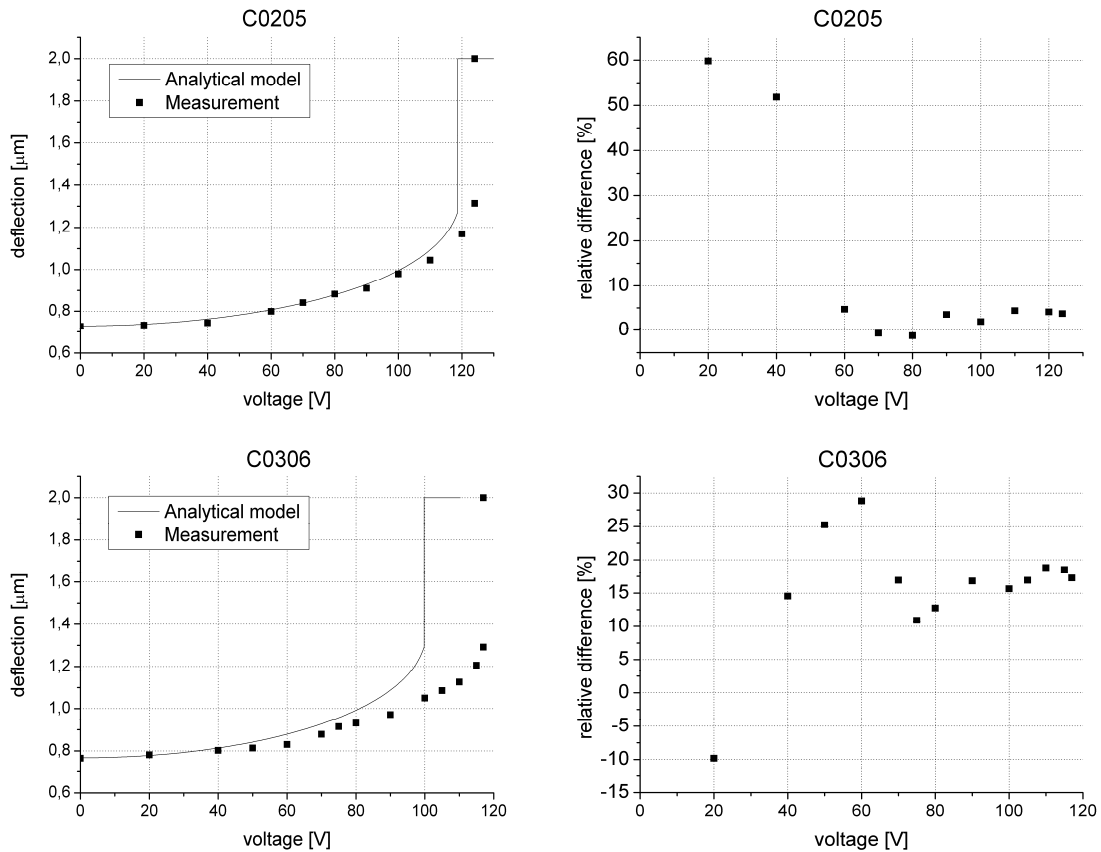 C0205
deflection [μm]
2,0
1,8
1,6
1,4
1,2
1,0
0,8
0,6
Analytical model
Measurement
0 20 40 60 80 100 120
voltage [V]
C0205
relative difference [%]
60
50
40
30
20
10
0
0 20 40 60 80 100 120
voltage [V]
C0306
deflection [μm]
2,0
1,8
1,6
1,4
1,2
1,0
0,8
0,6
Analytical model
Measurement
0 20 40 60 80 100 120
voltage [V]
C0306
relative difference [%]
30
25
20
15
10
5
0
-5
-10
-15
0 20 40 60 80 100 120
voltage [V]